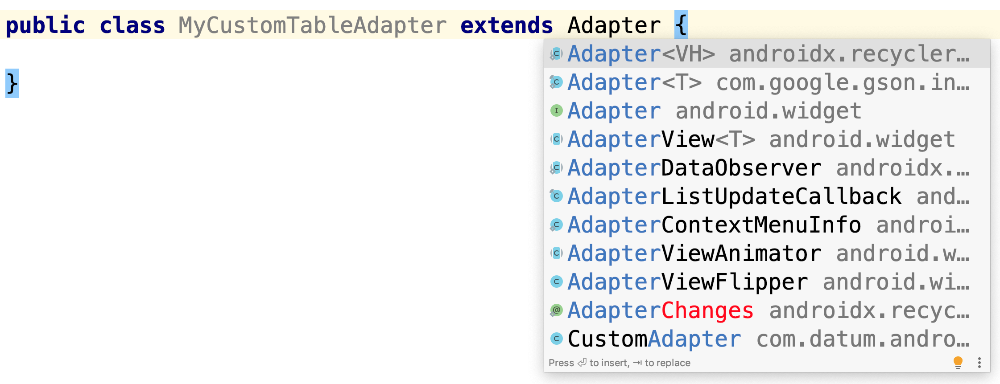 public class MyCustomTableAdapter extends Adapter {
}
Adapter<VH> androidx.recycler…
Adapter<T> com.google.gson.in…
Adapter android.widget
AdapterView<T> android.widget
AdapterDataObserver androidx.…
AdapterListUpdateCallback and…
AdapterContextMenuInfo androi…
AdapterViewAnimator android.w…
AdapterViewFlipper android.wi…
AdapterChanges androidx.recyc…
CustomAdapter com.datum.andro…
Press ⏎ to insert, ⇥ to replace